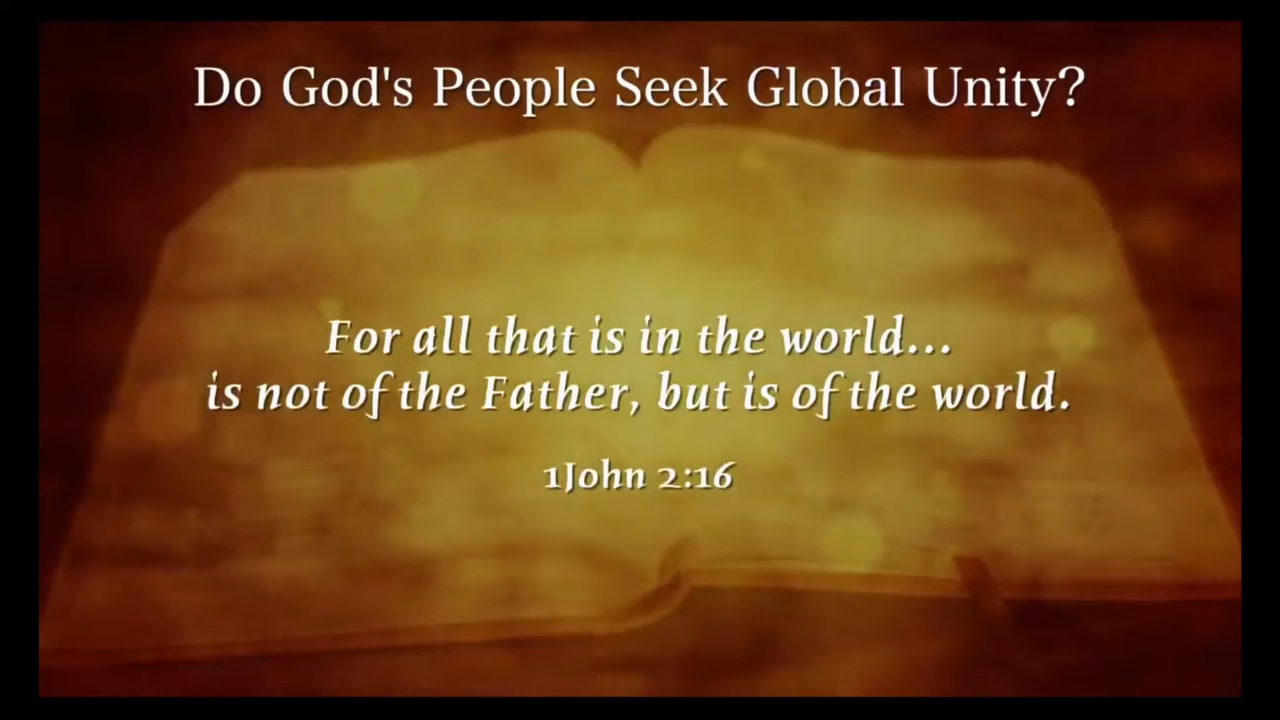 Do God's People Seek Global Unity?
For all that is in the world...
is not of the Father, but is of the world.
1John 2:16